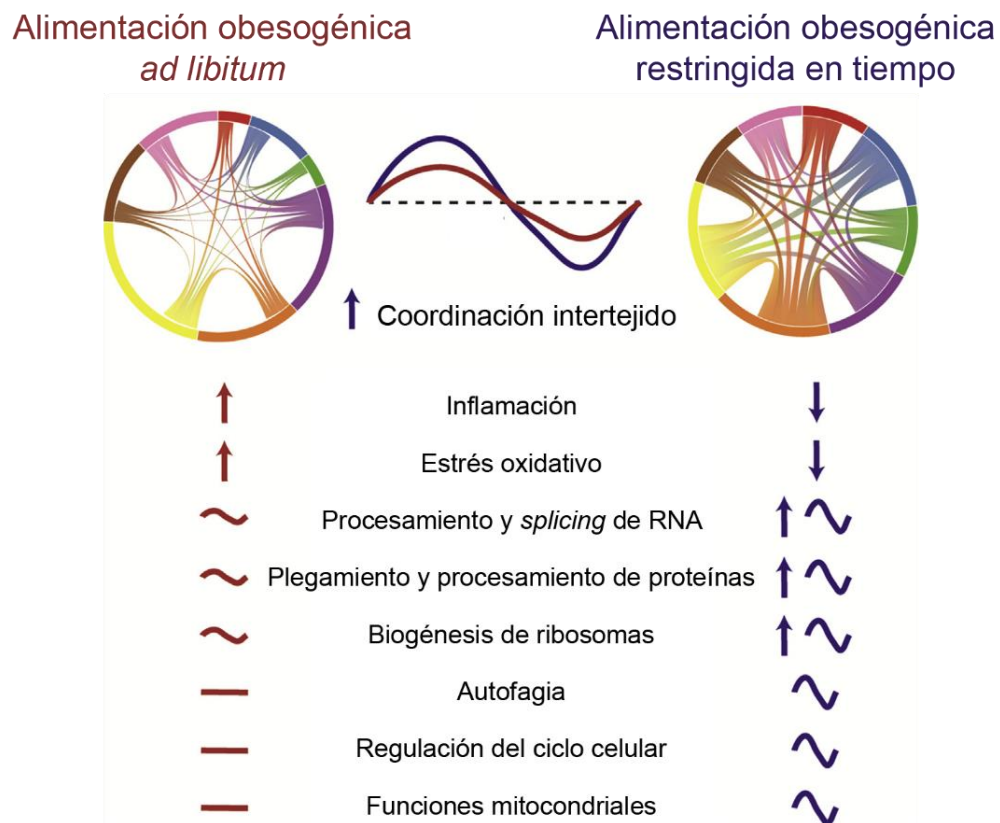 Alimentación obesogénica
ad libitum
Alimentación obesogénica
restringida en tiempo
Coordinación intertejido
Inflamación
Estrés oxidativo
Procesamiento y splicing de RNA
Plegamiento y procesamiento de proteínas
Biogénesis de ribosomas
Autofagia
Regulación del ciclo celular
Funciones mitocondriales